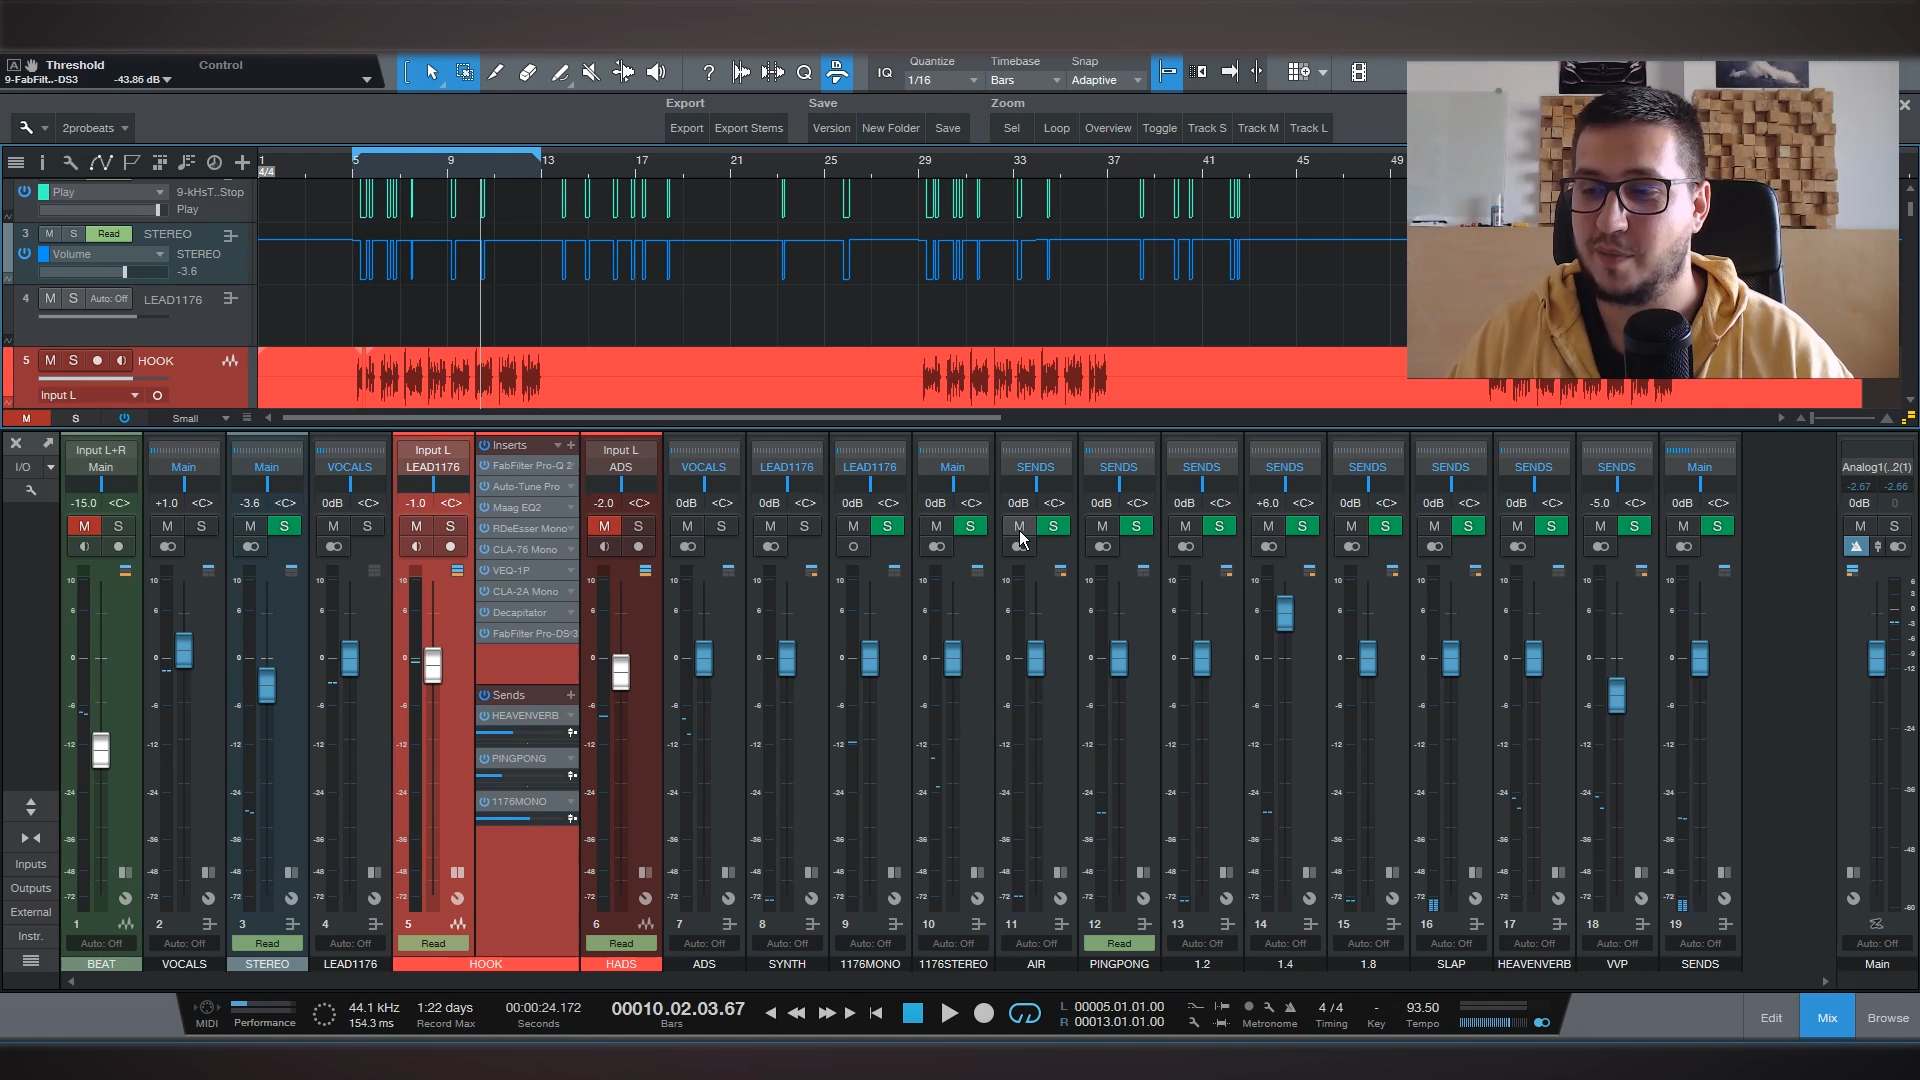 A Threshold Control
9-FabFilt..-DS3 -43.86 dB
IQ Quantize Timebase Snap
1/16 Bars Adaptive
Export Save Zoom
2probeats Export Export Stems Version New Folder Save Sel Loop Overview Toggle Track S Track M Track L
1 5 9 13 17 21 25 29 33 37 41 45 49
4/4
Play 9-kHsT..Stop
Play
3 M S Read STEREO
Volume STEREO
-3.6
4 M S Auto: Off LEAD1176
5 M S HOOK
Input L
M S Small
Input L+R Input L Inserts Input L
Main Main Main VOCALS LEAD1176 FabFilter Pro-Q 2 ADS VOCALS LEAD1176 LEAD1176 Main SENDS SENDS SENDS SENDS SENDS SENDS SENDS SENDS Main Analog1(..2(1)
I/O
Auto-Tune Pro -2.67 -2.66
-15.0 <C> +1.0 <C> -3.6 <C> 0dB <C> -1.0 <C> Maag EQ2 -2.0 <C> 0dB <C> 0dB <C> 0dB <C> 0dB <C> 0dB <C> 0dB <C> 0dB <C> +6.0 <C> 0dB <C> 0dB <C> 0dB <C> -5.0 <C> 0dB <C> 0dB 0
M S M S M S M S M S RDeEsser Mono M S M S M S M S M S M S M S M S M S M S M S M S M S M S M S
CLA-76 Mono
VEQ-1P
CLA-2A Mono
Decapitator
FabFilter Pro-DS 3
Sends
HEAVENVERB
PINGPONG
1176MONO
Inputs
Outputs
External
Instr.
1 2 3 4 5 6 7 8 9 10 11 12 13 14 15 16 17 18 19
Auto: Off Auto: Off Read Auto: Off Read Read Auto: Off Auto: Off Auto: Off Auto: Off Auto: Off Read Auto: Off Auto: Off Auto: Off Auto: Off Auto: Off Auto: Off Auto: Off Auto: Off
BEAT VOCALS STEREO LEAD1176 HOOK HADS ADS SYNTH 1176MONO 1176STEREO AIR PINGPONG 1.2 1.4 1.8 SLAP HEAVENVERB VVP SENDS Main
MIDI Performance 44.1 kHz 1:22 days 00:00:24.172 00010.02.03.67 L 00005.01.01.00 4/4 - 93.50
154.3 ms Record Max Seconds Bars R 00013.01.01.00 Metronome Timing Key Tempo
Edit Mix Browse